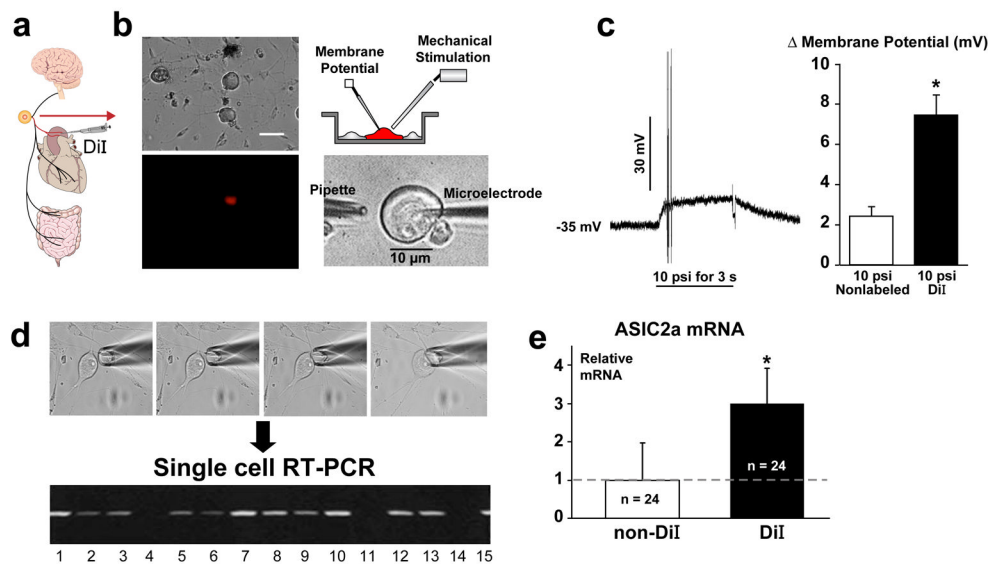 a
DiI
b
Membrane
Potential
Mechanical
Stimulation
Pipette
Microelectrode
10 µm
c
30 mV
-35 mV
10 psi for 3 s
Δ Membrane Potential (mV)
10
8
6
4
2
0
*
10 psi
Nonlabeled
10 psi
DiI
d
Single cell RT-PCR
1 2 3 4 5 6 7 8 9 10 11 12 13 14 15
e
ASIC2a mRNA
Relative
mRNA
4
3
2
1
0
*
n = 24
n = 24
non-DiI
DiI